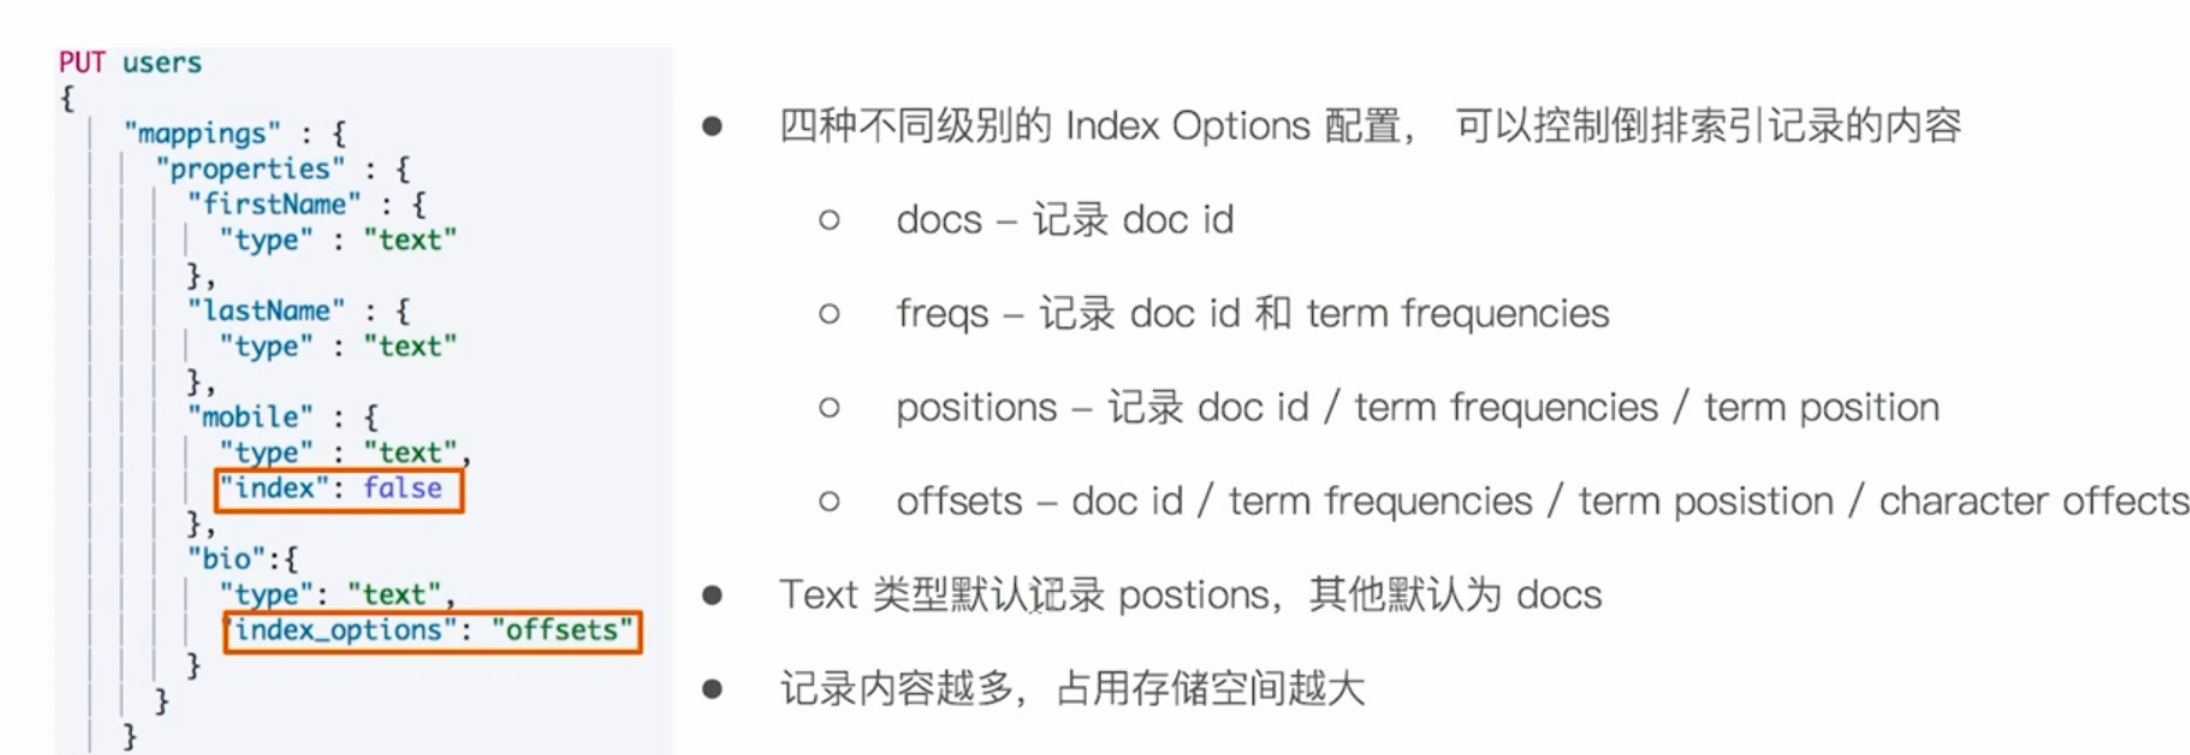 PUT users
{
"mappings" : {
"properties" : {
"firstName" : {
"type" : "text"
},
"lastName" : {
"type" : "text"
},
"mobile" : {
"type" : "text",
"index": false
},
"bio":{
"type": "text",
"index_options": "offsets"
}
}
}
● 四种不同级别的 Index Options 配置， 可以控制倒排索引记录的内容
○ docs – 记录 doc id
○ freqs – 记录 doc id 和 term frequencies
○ positions – 记录 doc id / term frequencies / term position
○ offsets – doc id / term frequencies / term posistion / character offects
● Text 类型默认记录 postions，其他默认为 docs
● 记录内容越多，占用存储空间越大